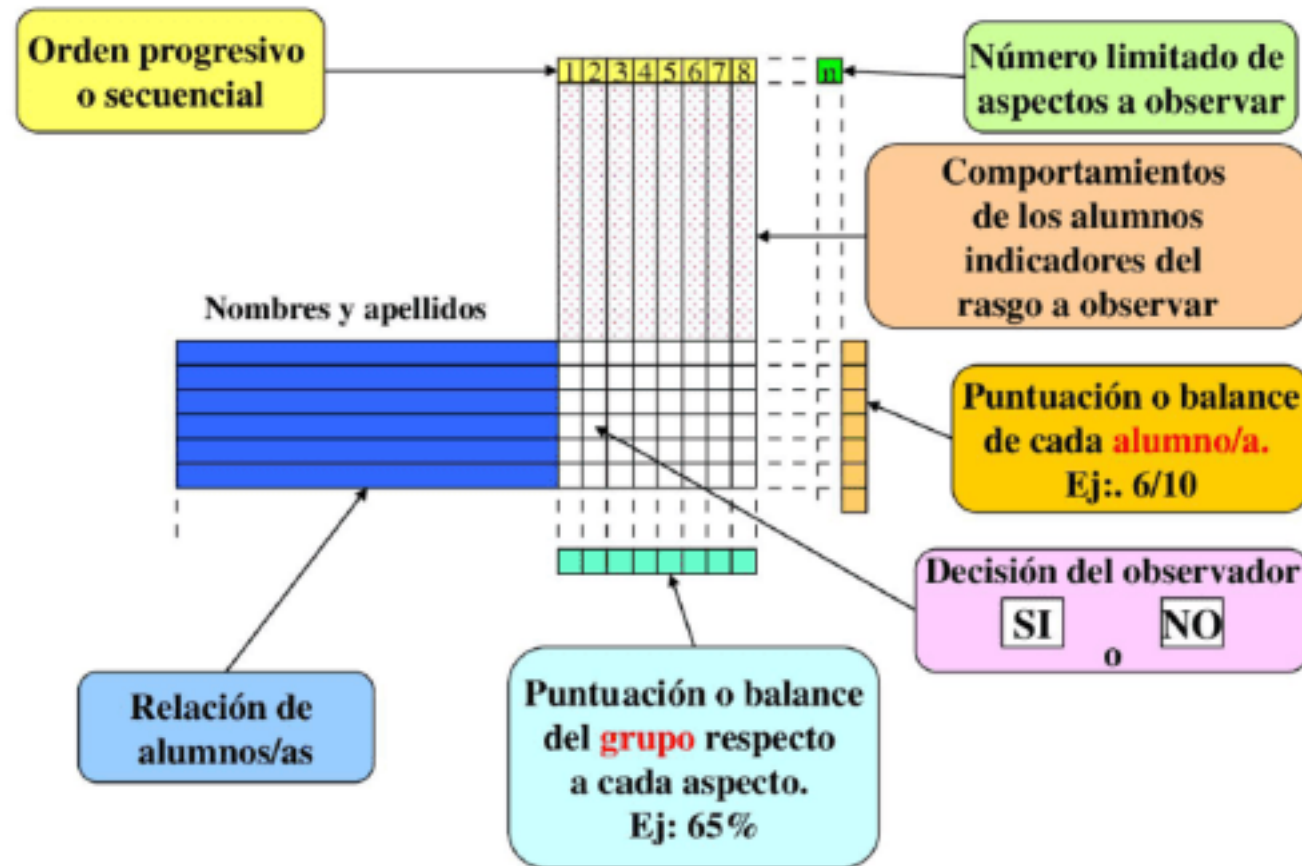 Orden progresivo
o secuencial
1 2 3 4 5 6 7 8
n
Número limitado de
aspectos a observar
Comportamientos
de los alumnos
indicadores del
rasgo a observar
Nombres y apellidos
Puntuación o balance
de cada alumno/a.
Ej:. 6/10
Decisión del observador
SI o NO
Relación de
alumnos/as
Puntuación o balance
del grupo respecto
a cada aspecto.
Ej: 65%